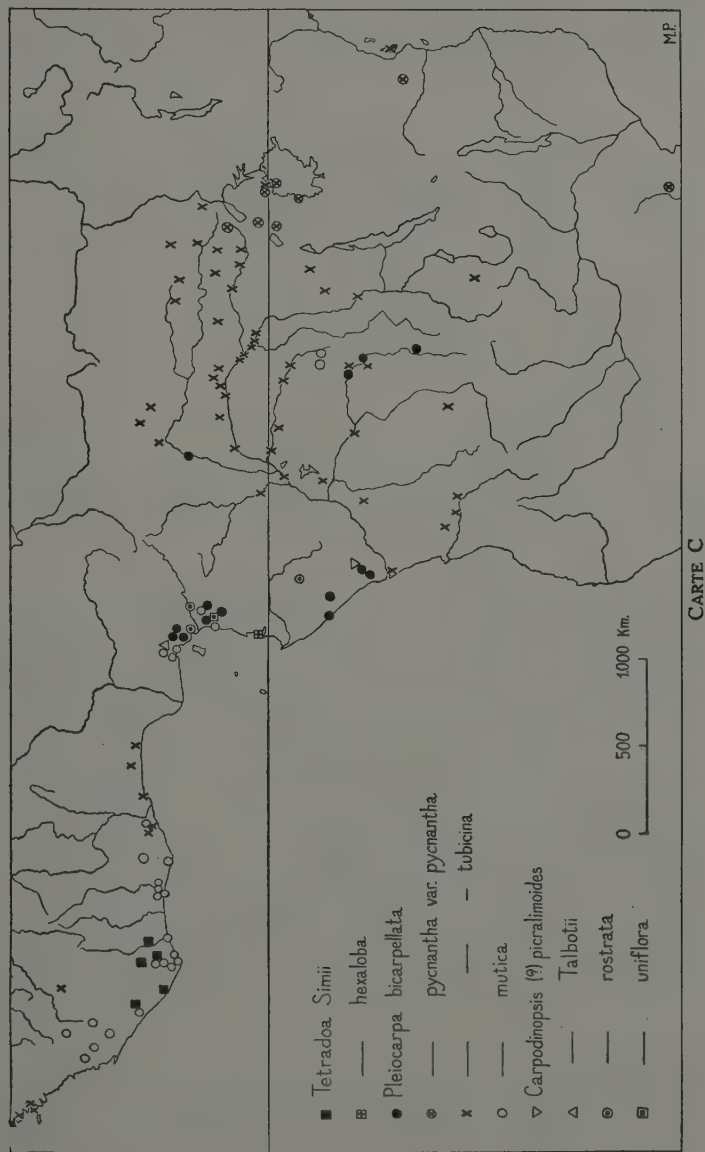 M.P.
■ Tetradoa Simii
⊞ —— hexaloba
● Pleiocarpa bicarpellata
⊗ —— pycnantha var. pycnantha
x —— — tubicina
○ —— mutica
▽ Carpodinopsis (?) picralimoides
△ —— Talbotii
◉ —— rostrata
▣ —— uniflora
0 500 1000 Km.
CARTE C